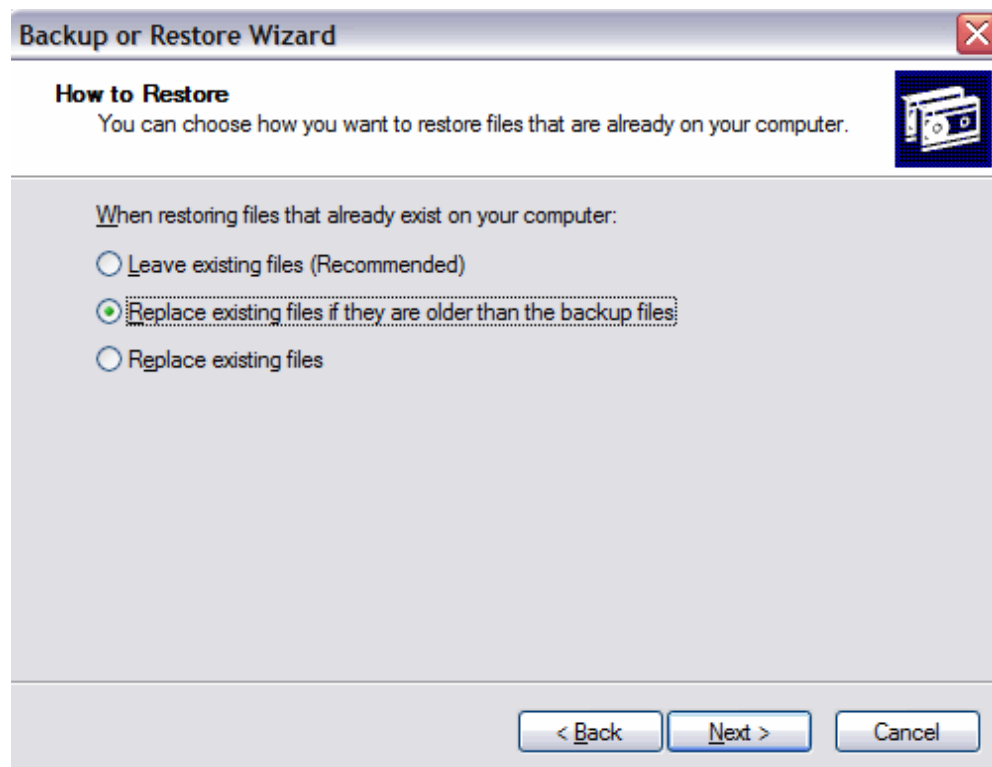 Backup or Restore Wizard
How to Restore
You can choose how you want to restore files that are already on your computer.
When restoring files that already exist on your computer:
Leave existing files (Recommended)
Replace existing files if they are older than the backup files
Replace existing files
< Back
Next >
Cancel